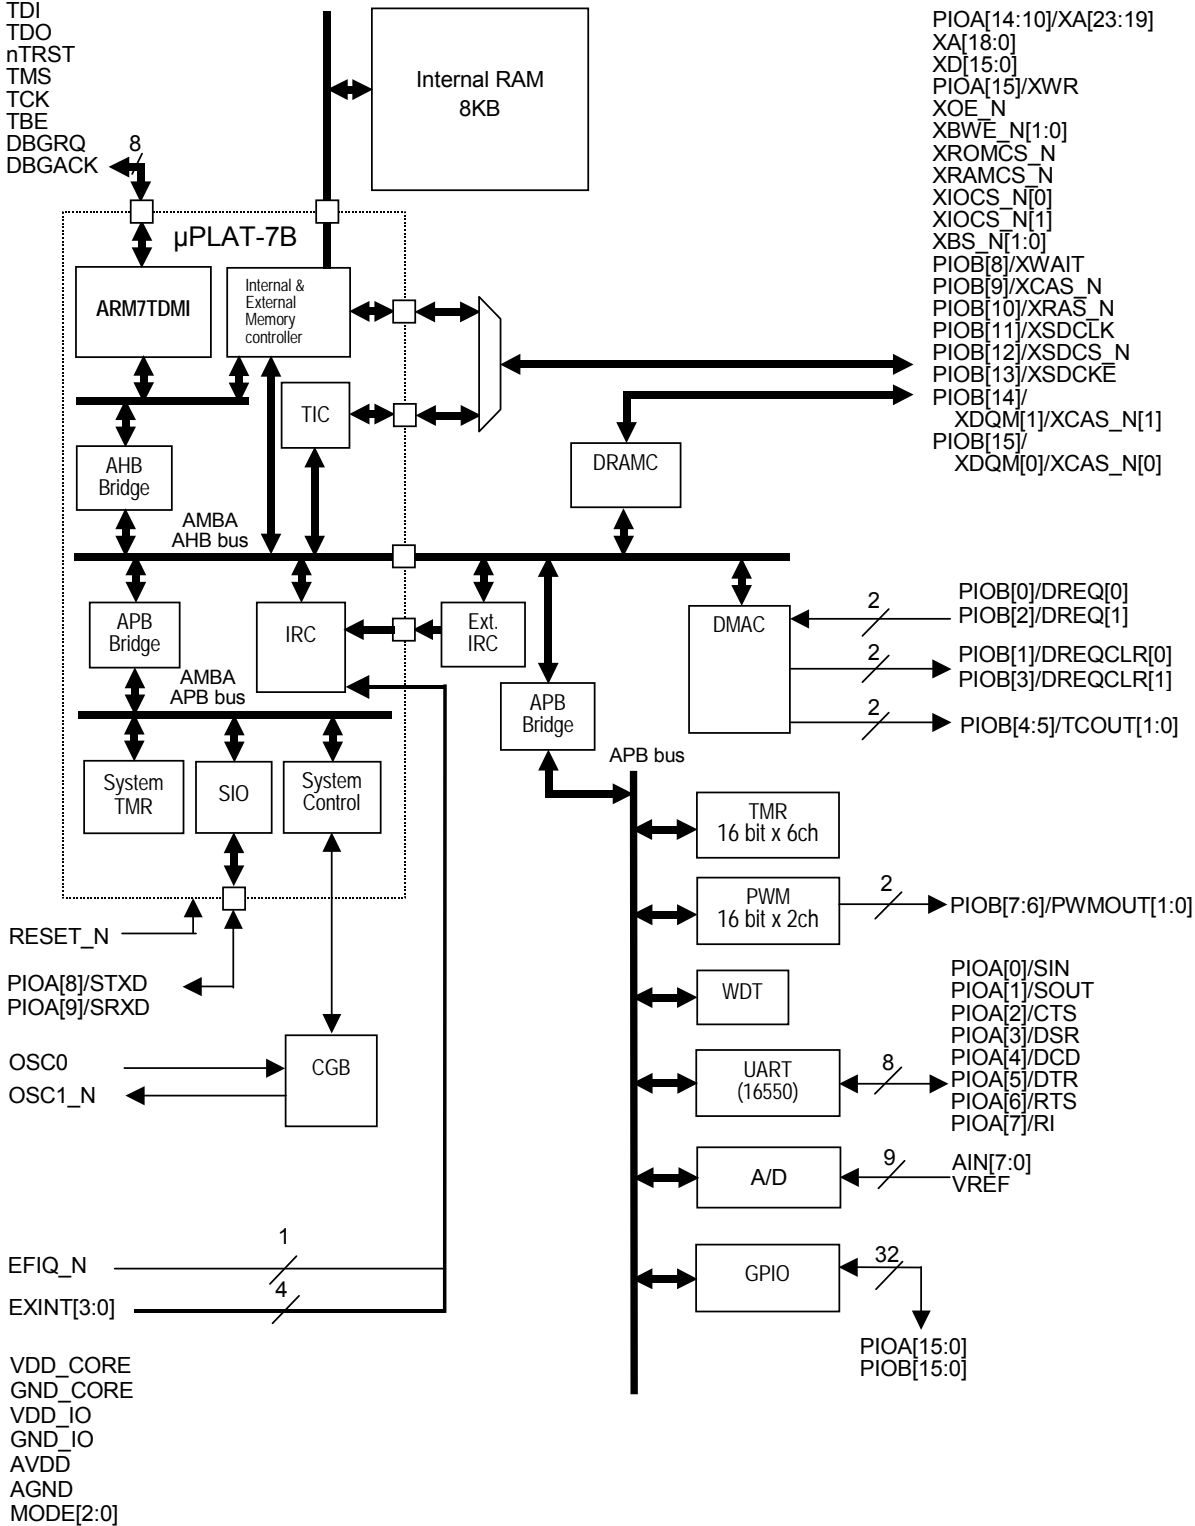 TDI
TDO
nTRST
TMS
TCK
TBE
DBGRQ
DBGACK
8
Internal RAM
8KB
PIOA[14:10]/XA[23:19]
XA[18:0]
XD[15:0]
PIOA[15]/XWR
XOE_N
XBWE_N[1:0]
XROMCS_N
XRAMCS_N
XIOCS_N[0]
XIOCS_N[1]
XBS_N[1:0]
PIOB[8]/XWAIT
PIOB[9]/XCAS_N
PIOB[10]/XRAS_N
PIOB[11]/XSDCLK
PIOB[12]/XSDCS_N
PIOB[13]/XSDCKE
PIOB[14]/
XDQM[1]/XCAS_N[1]
PIOB[15]/
XDQM[0]/XCAS_N[0]
µPLAT-7B
ARM7TDMI
Internal &
External
Memory
controller
TIC
AHB
Bridge
DRAMC
AMBA
AHB bus
APB
Bridge
IRC
Ext.
IRC
DMAC
2
PIOB[0]/DREQ[0]
PIOB[2]/DREQ[1]
2
PIOB[1]/DREQCLR[0]
PIOB[3]/DREQCLR[1]
2
PIOB[4:5]/TCOUT[1:0]
AMBA
APB bus
APB
Bridge
APB bus
System
TMR
SIO
System
Control
TMR
16 bit x 6ch
PWM
16 bit x 2ch
2
PIOB[7:6]/PWMOUT[1:0]
RESET_N
PIOA[8]/STXD
PIOA[9]/SRXD
WDT
OSC0
OSC1_N
CGB
UART
(16550)
8
PIOA[0]/SIN
PIOA[1]/SOUT
PIOA[2]/CTS
PIOA[3]/DSR
PIOA[4]/DCD
PIOA[5]/DTR
PIOA[6]/RTS
PIOA[7]/RI
A/D
9
AIN[7:0]
VREF
EFIQ_N
1
EXINT[3:0]
4
GPIO
32
PIOA[15:0]
PIOB[15:0]
VDD_CORE
GND_CORE
VDD_IO
GND_IO
AVDD
AGND
MODE[2:0]